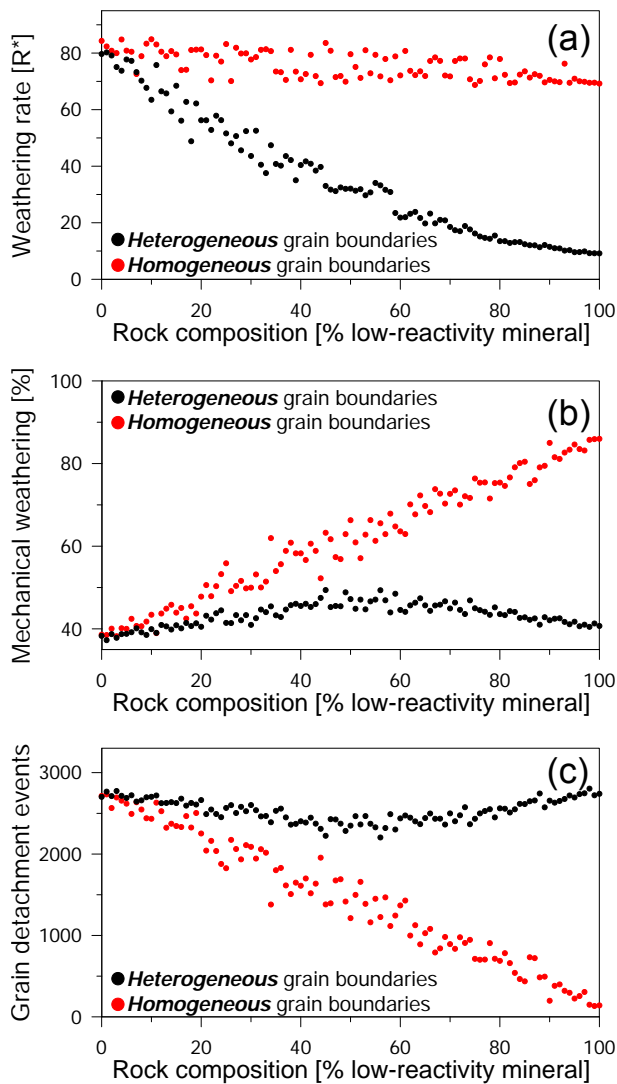 (a)
Weathering rate [R*]
100
80
60
40
20
0
Heterogeneous grain boundaries
Homogeneous grain boundaries
0 20 40 60 80 100
Rock composition [% low-reactivity mineral]
(b)
Mechanical weathering [%]
100
80
60
40
Heterogeneous grain boundaries
Homogeneous grain boundaries
0 20 40 60 80 100
Rock composition [% low-reactivity mineral]
(c)
Grain detachment events
3000
2000
1000
0
Heterogeneous grain boundaries
Homogeneous grain boundaries
0 20 40 60 80 100
Rock composition [% low-reactivity mineral]